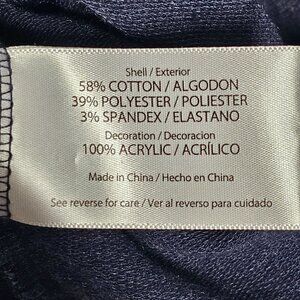 Shell / Exterior
58% COTTON / ALGODON
39% POLYESTER / POLIESTER
3% SPANDEX / ELASTANO
Decoration / Decoracion
100% ACRYLIC / ACRÍLICO
Made in China / Hecho en China
See reverse for care / Ver al reverso para cuidado